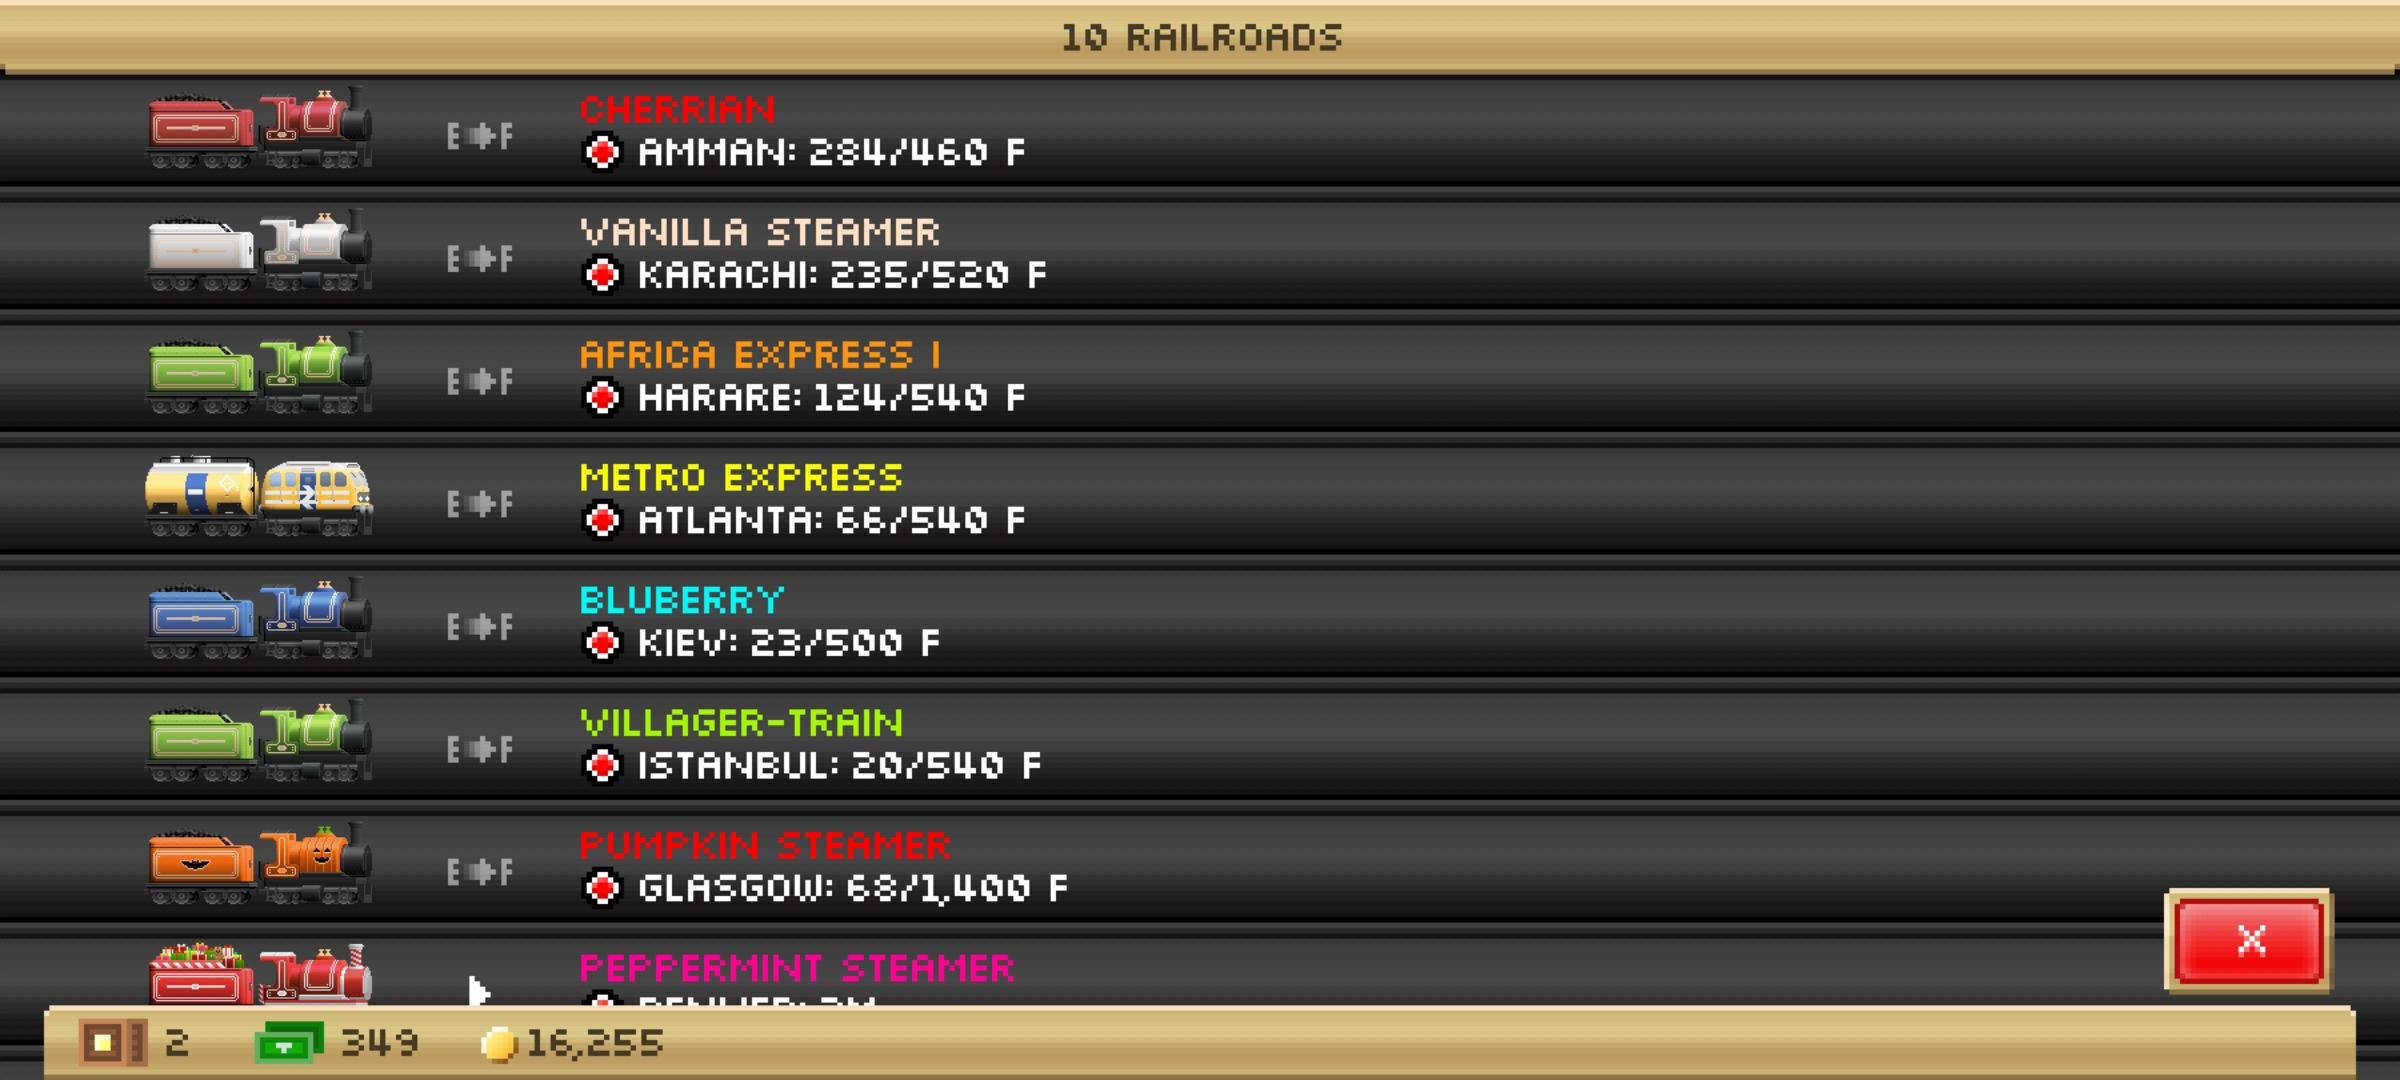 10 RAILROADS
CHERRIAN
E F
AMMAN: 284/460 F
VANILLA STEAMER
E F
KARACHI: 235/520 F
AFRICA EXPRESS I
E F
HARARE: 124/540 F
METRO EXPRESS
E F
ATLANTA: 66/540 F
BLUBERRY
E F
KIEV: 23/500 F
VILLAGER-TRAIN
E F
ISTANBUL: 20/540 F
PUMPKIN STEAMER
E F
GLASGOW: 68/1,400 F
X
PEPPERMINT STEAMER
2 349 16,255